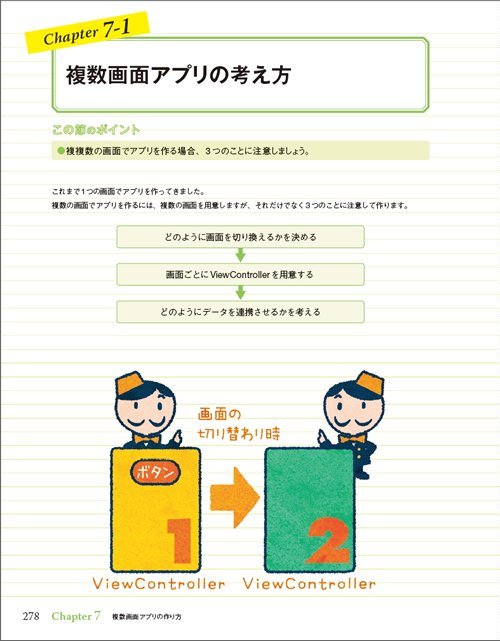 Chapter 7-1
複数画面アプリの考え方
この節のポイント
●複複数の画面でアプリを作る場合、3つのことに注意しましょう。
これまで1つの画面でアプリを作ってきました。
複数の画面でアプリを作るには、複数の画面を用意しますが、それだけでなく3つのことに注意して作ります。
どのように画面を切り換えるかを決める
画面ごとにViewControllerを用意する
どのようにデータを連携させるかを考える
画面の
切り替わり時
ボタン
1
2
ViewController
ViewController
278 Chapter 7 複数画面アプリの作り方